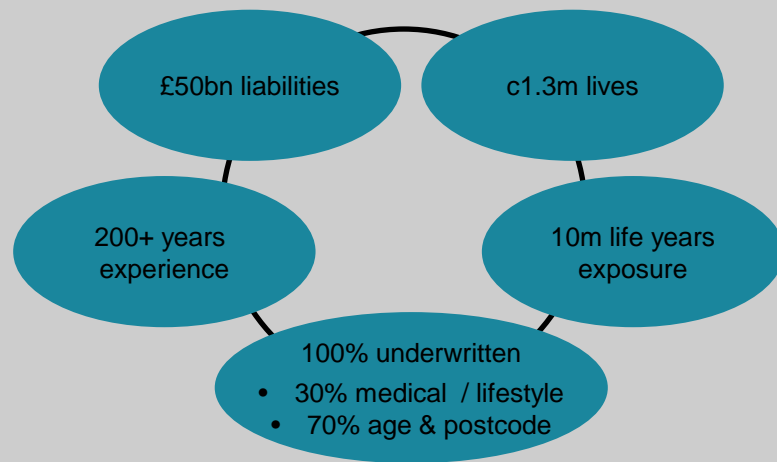 £50bn liabilities
c1.3m lives
200+ years
experience
10m life years
exposure
100% underwritten
• 30% medical / lifestyle
• 70% age & postcode